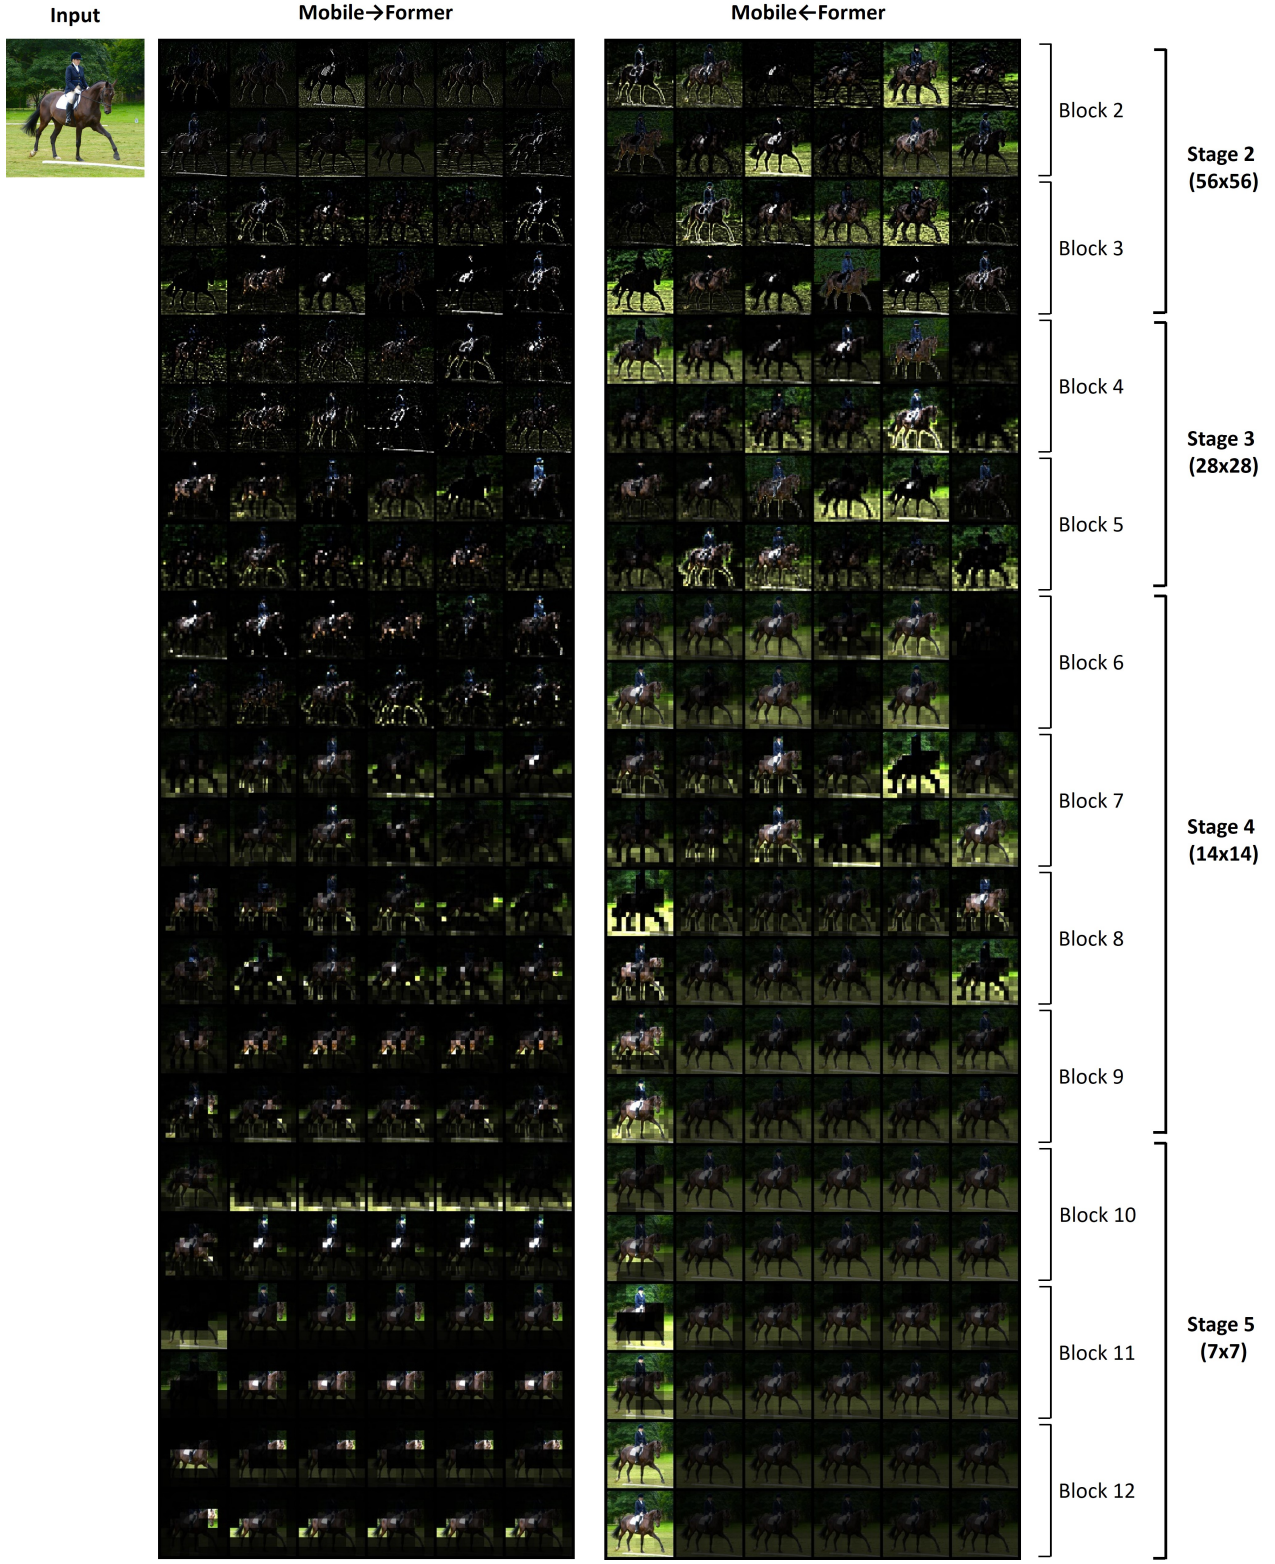 Input
Mobile→Former
Mobile←Former
Block 2
Stage 2
(56x56)
Block 3
Block 4
Stage 3
(28x28)
Block 5
Block 6
Block 7
Stage 4
(14x14)
Block 8
Block 9
Block 10
Block 11
Stage 5
(7x7)
Block 12